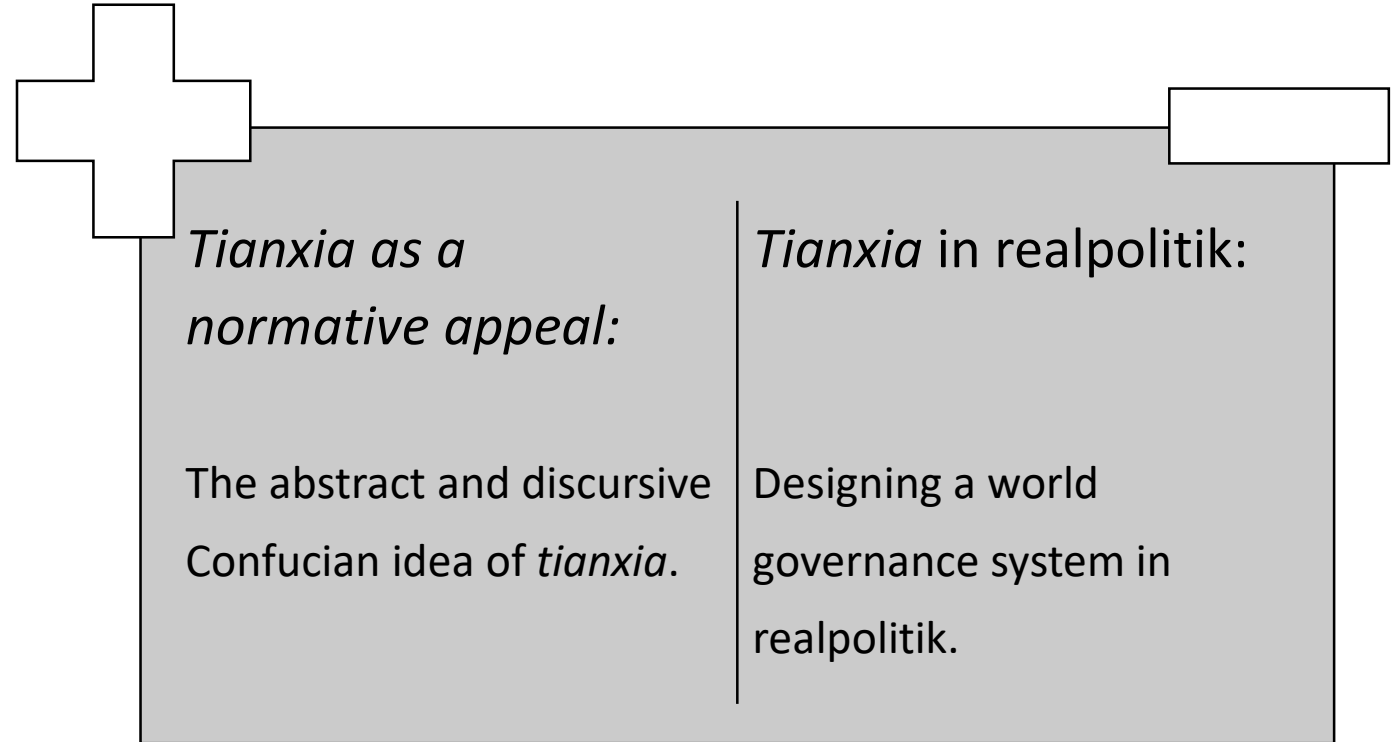 Tianxia as a
normative appeal:
The abstract and discursive
Confucian idea of tianxia.
Tianxia in realpolitik:
Designing a world
governance system in
realpolitik.